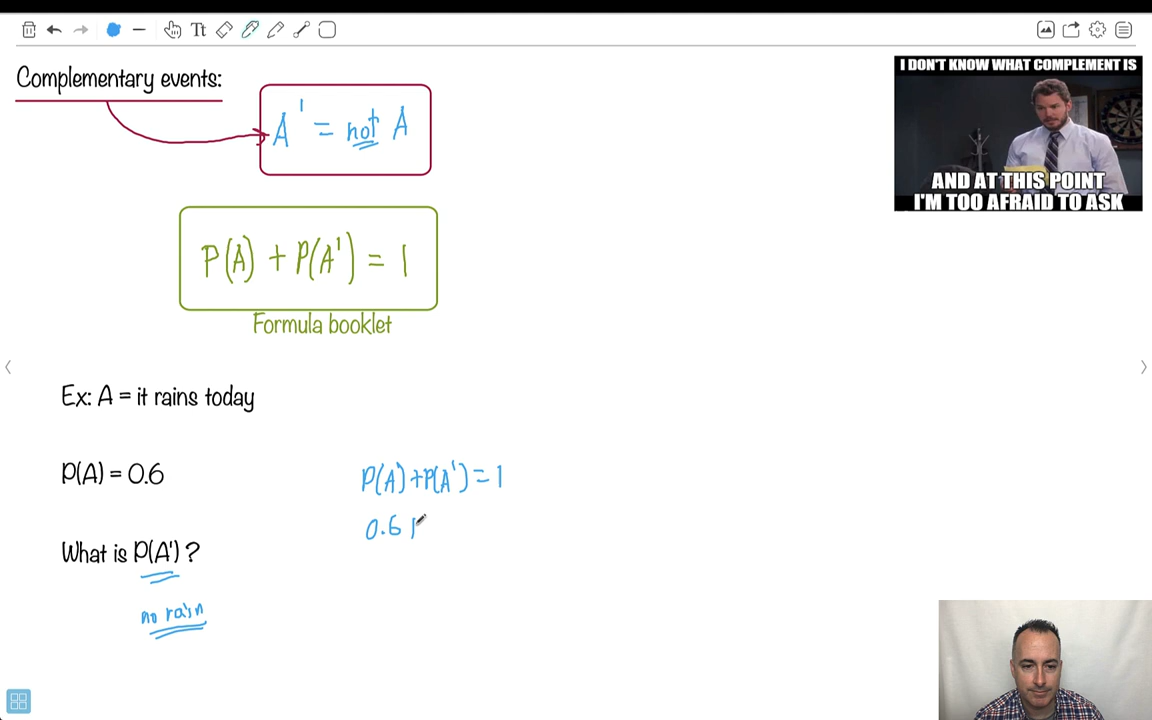 Tt
Complementary events:
A' = not A
I DON'T KNOW WHAT COMPLEMENT IS
AND AT THIS POINT
I'M TOO AFRAID TO ASK
P(A) + P(A') = 1
Formula booklet
Ex: A = it rains today
P(A) = 0.6
P(A)+P(A')=1
0.6
What is P(A') ?
no rain